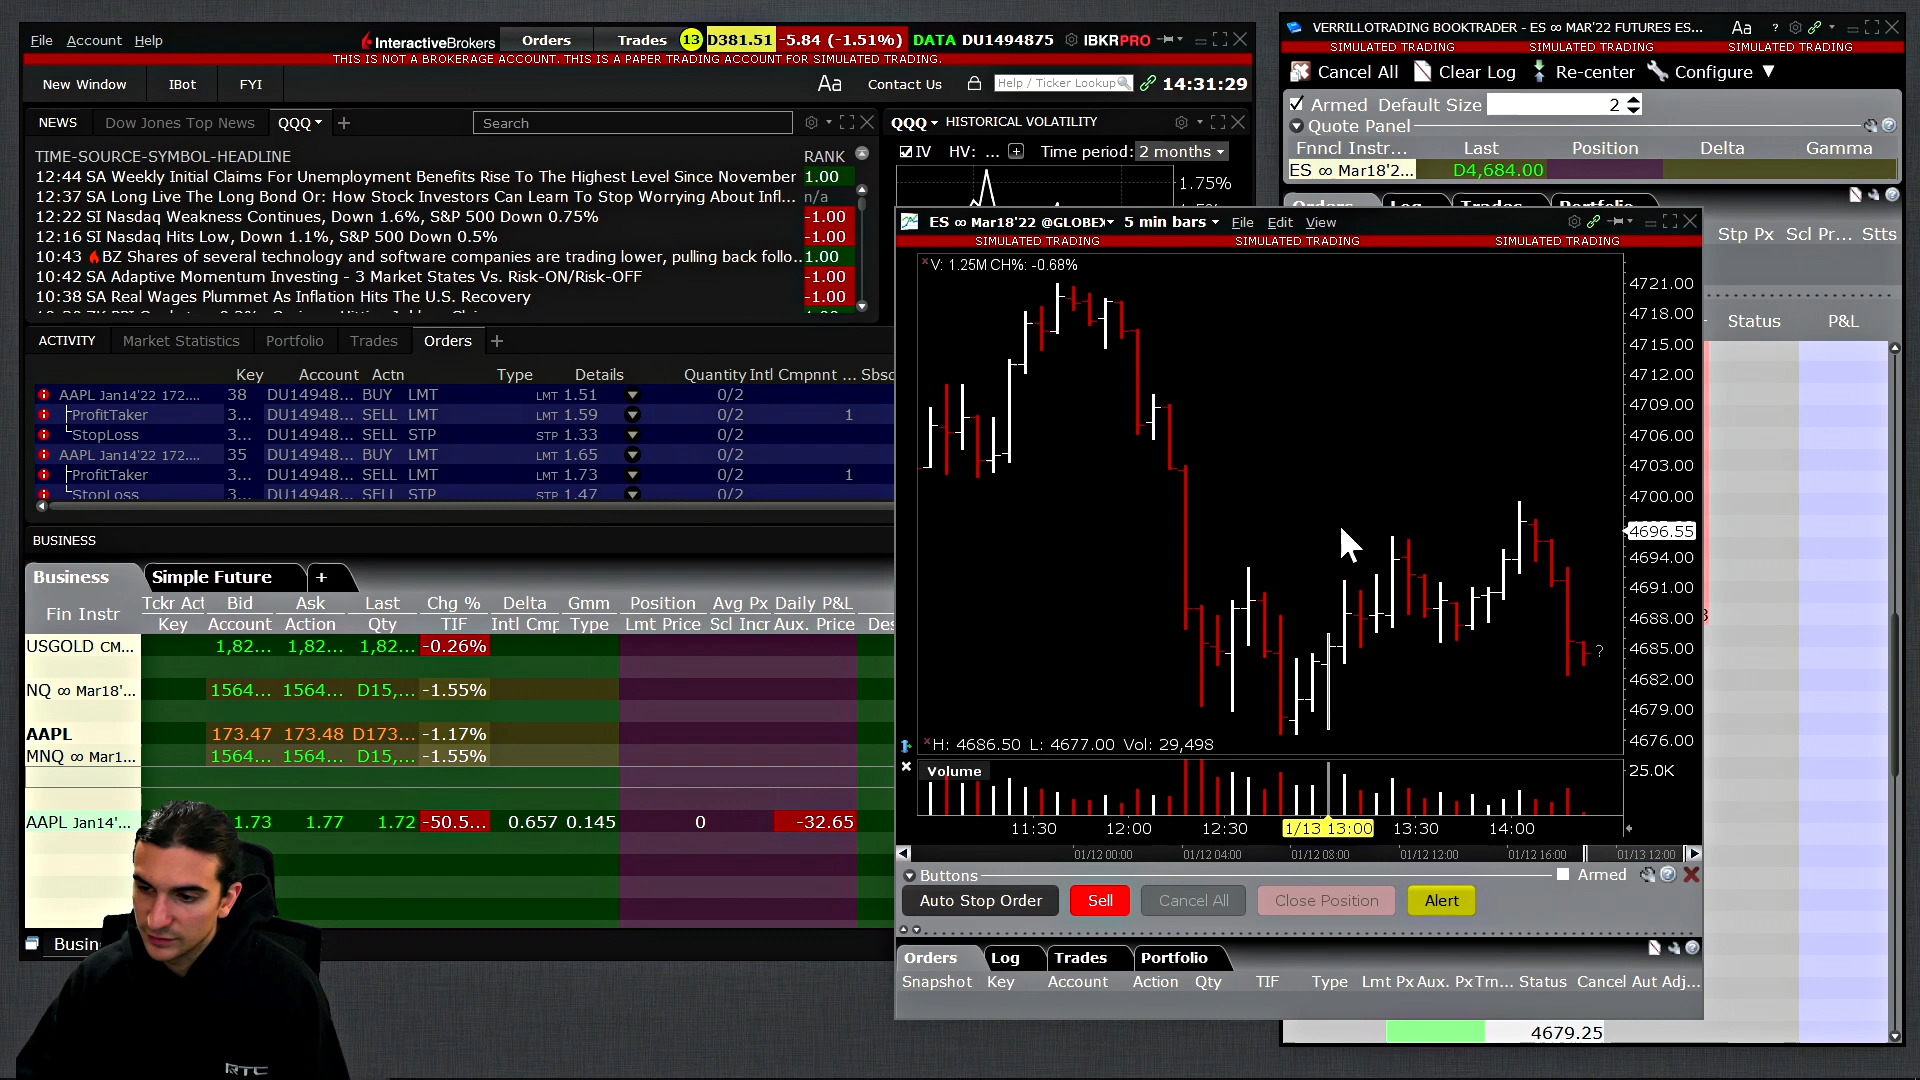 File Account Help
InteractiveBrokers
Orders Trades 13 D381.51 -5.84 (-1.51%) DATA DU1494875 IBKRPRO
THIS IS NOT A BROKERAGE ACCOUNT. THIS IS A PAPER TRADING ACCOUNT FOR SIMULATED TRADING.
New Window IBot FYI Aa Contact Us Help / Ticker Lookup 14:31:29
NEWS Dow Jones Top News QQQ + Search
TIME-SOURCE-SYMBOL-HEADLINE RANK
12:44 SA Weekly Initial Claims For Unemployment Benefits Rise To The Highest Level Since November 1.00
12:37 SA Long Live The Long Bond Or: How Stock Investors Can Learn To Stop Worrying About Infl... n/a
12:22 SI Nasdaq Weakness Continues, Down 1.6%, S&P 500 Down 0.75% -1.00
12:16 SI Nasdaq Hits Low, Down 1.1%, S&P 500 Down 0.5% -1.00
10:43 BZ Shares of several technology and software companies are trading lower, pulling back follo... 1.00
10:42 SA Adaptive Momentum Investing - 3 Market States Vs. Risk-ON/Risk-OFF -1.00
10:38 SA Real Wages Plummet As Inflation Hits The U.S. Recovery -1.00
QQQ HISTORICAL VOLATILITY
IV HV: ... + Time period: 2 months
1.75%
ACTIVITY Market Statistics Portfolio Trades Orders +
Key Account Actn Type Details Quantity Intl Cmpnnt ... Sbsc
AAPL Jan14'22 172.... 38 DU14948... BUY LMT LMT 1.51 0/2
ProfitTaker 3... DU14948... SELL LMT LMT 1.59 0/2 1
StopLoss 3... DU14948... SELL STP STP 1.33 0/2
AAPL Jan14'22 172.... 35 DU14948... BUY LMT LMT 1.65 0/2
ProfitTaker 3... DU14948... SELL LMT LMT 1.73 0/2 1
StopLoss 3... DU14948... SELL STP STP 1.47 0/2
BUSINESS
Business Simple Future +
Fin Instr Tckr Act Bid Ask Last Chg % Delta Gmm Position Avg Px Daily P&L
Key Account Action Qty TIF Intl Cmp Type Lmt Price Scl Incr Aux. Price Des
USGOLD CM... 1,82... 1,82... 1,82... -0.26%
NQ ∞ Mar18'... 1564... 1564... D15,... -1.55%
AAPL 173.47 173.48 D173... -1.17%
MNQ ∞ Mar1... 1564... 1564... D15,... -1.55%
AAPL Jan14'... 1.73 1.77 1.72 -50.5... 0.657 0.145 0 -32.65
Busin
RTC
ES ∞ Mar18'22 @GLOBEX 5 min bars File Edit View
SIMULATED TRADING SIMULATED TRADING SIMULATED TRADING
V: 1.25M CH%: -0.68%
4721.00
4718.00
4715.00
4712.00
4709.00
4706.00
4703.00
4700.00
4696.55
4694.00
4691.00
4688.00
4685.00
4682.00
4679.00
4676.00
?
H: 4686.50 L: 4677.00 Vol: 29,498
Volume 25.0K
11:30 12:00 12:30 1/13 13:00 13:30 14:00
01/12 00:00 01/12 04:00 01/12 08:00 01/12 12:00 01/12 16:00 01/13 12:00
Buttons Armed
Auto Stop Order Sell Cancel All Close Position Alert
Orders Log Trades Portfolio
Snapshot Key Account Action Qty TIF Type Lmt Px Aux. Px Trn... Status Cancel Aut Adj...
VERRILLOTRADING BOOKTRADER - ES ∞ MAR'22 FUTURES ES... Aa ?
SIMULATED TRADING SIMULATED TRADING SIMULATED TRADING
Cancel All Clear Log Re-center Configure
Armed Default Size 2
Quote Panel
Fnncl Instr... Last Position Delta Gamma
ES ∞ Mar18'2... D4,684.00
Orders Log Trades Portfolio
Stp Px Scl Pr... Stts
Status P&L
4679.25